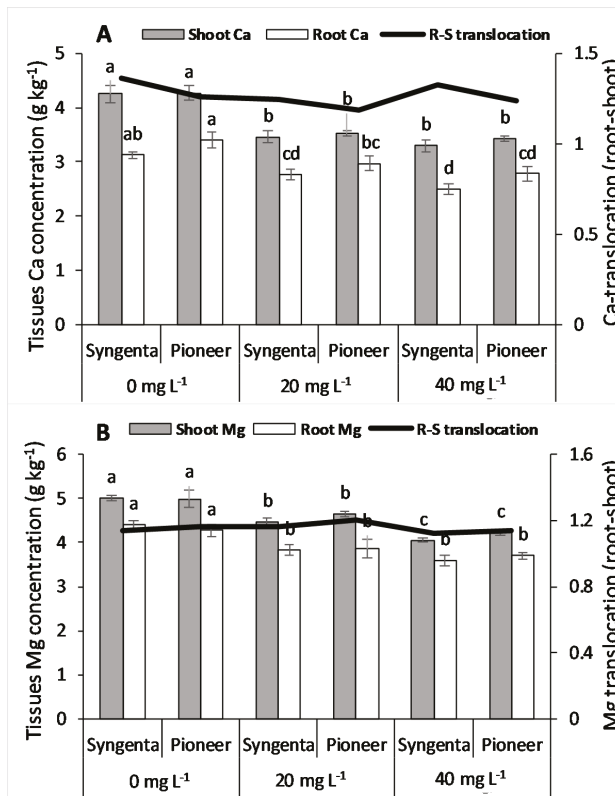 A
Shoot Ca Root Ca R-S translocation
Tissues Ca concentration (g kg⁻¹)
5
4
3
2
1
0
a a b b b b
ab a cd bc d cd
1.5
1
0.5
0
Ca-translocation (root-shoot)
Syngenta Pioneer Syngenta Pioneer Syngenta Pioneer
0 mg L⁻¹ 20 mg L⁻¹ 40 mg L⁻¹
B
Shoot Mg Root Mg R-S translocation
Tissues Mg concentration (g kg⁻¹)
6
5
4
3
2
1
0
a a b b c c
a a b b b b
1.6
1.2
0.8
0.4
0
Mg translocation (root-shoot)
Syngenta Pioneer Syngenta Pioneer Syngenta Pioneer
0 mg L⁻¹ 20 mg L⁻¹ 40 mg L⁻¹